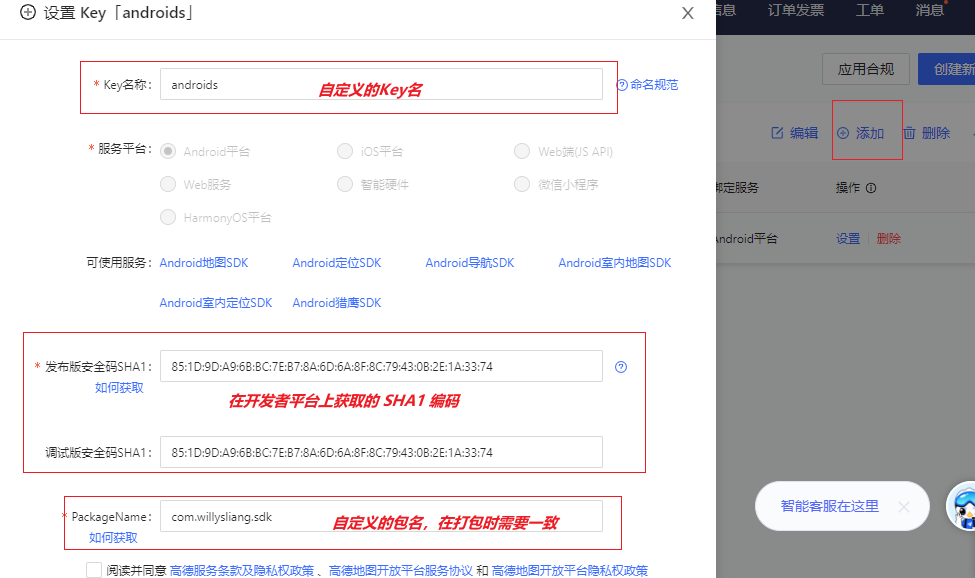 设置 Key「androids」
信息 订单发票 工单 消息
应用合规 创建新
* Key名称： androids 自定义的Key名 命名规范
编辑 添加 删除
* 服务平台： Android平台 iOS平台 Web端(JS API)
Web服务 智能硬件 微信小程序
绑定服务 操作
HarmonyOS平台
Android平台 设置 删除
可使用服务： Android地图SDK Android定位SDK Android导航SDK Android室内地图SDK
Android室内定位SDK Android猎鹰SDK
* 发布版安全码SHA1： 85:1D:9D:A9:6B:BC:7E:B7:8A:6D:6A:8F:8C:79:43:0B:2E:1A:33:74
如何获取
在开发者平台上获取的 SHA1 编码
调试版安全码SHA1： 85:1D:9D:A9:6B:BC:7E:B7:8A:6D:6A:8F:8C:79:43:0B:2E:1A:33:74
* PackageName： com.willysliang.sdk 自定义的包名，在打包时需要一致
如何获取
智能客服在这里
阅读并同意 高德服务条款及隐私权政策 、高德地图开放平台服务协议 和 高德地图开放平台隐私权政策